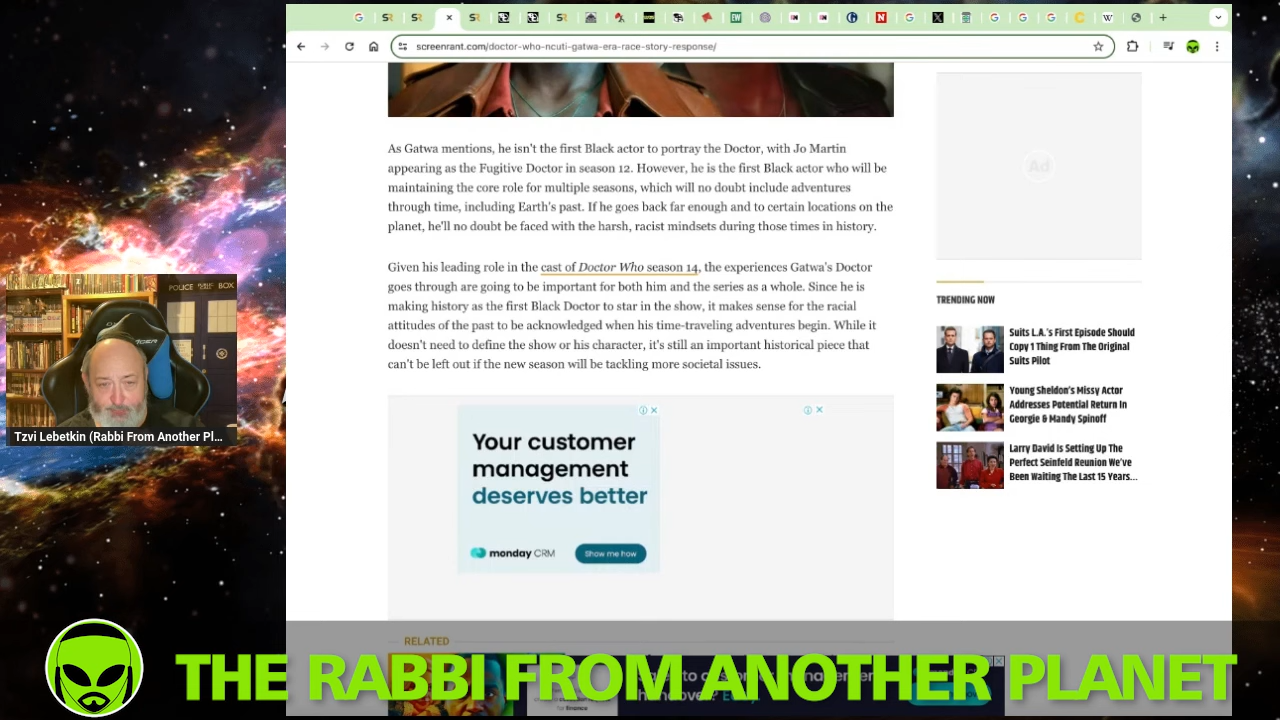 screenrant.com/doctor-who-ncuti-gatwa-era-race-story-response/
As Gatwa mentions, he isn't the first Black actor to portray the Doctor, with Jo Martin
appearing as the Fugitive Doctor in season 12. However, he is the first Black actor who will be
maintaining the core role for multiple seasons, which will no doubt include adventures
through time, including Earth's past. If he goes back far enough and to certain locations on the
planet, he'll no doubt be faced with the harsh, racist mindsets during those times in history.
Given his leading role in the cast of Doctor Who season 14, the experiences Gatwa's Doctor
goes through are going to be important for both him and the series as a whole. Since he is
making history as the first Black Doctor to star in the show, it makes sense for the racial
attitudes of the past to be acknowledged when his time-traveling adventures begin. While it
doesn't need to define the show or his character, it's still an important historical piece that
can't be left out if the new season will be tackling more societal issues.
Ad
TRENDING NOW
Suits L.A.'s First Episode Should
Copy 1 Thing From The Original
Suits Pilot
Young Sheldon's Missy Actor
Addresses Potential Return In
Georgie & Mandy Spinoff
Larry David Is Setting Up The
Perfect Seinfeld Reunion We've
Been Waiting The Last 15 Years...
POLICE BOX
acer
Tzvi Lebetkin (Rabbi From Another Pl...
Your customer
management
deserves better
monday CRM
Show me how
RELATED
for finance
THE RABBI FROM ANOTHER PLANET